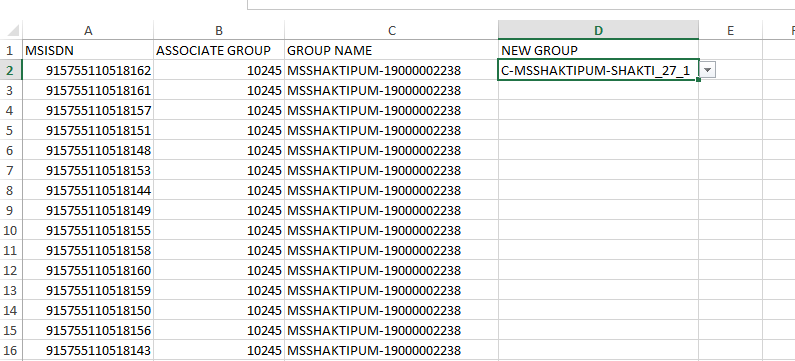 A B C D E
1 MSISDN ASSOCIATE GROUP GROUP NAME NEW GROUP
2 915755110518162 10245 MSSHAKTIPUM-19000002238 C-MSSHAKTIPUM-SHAKTI_27_1
3 915755110518161 10245 MSSHAKTIPUM-19000002238
4 915755110518157 10245 MSSHAKTIPUM-19000002238
5 915755110518151 10245 MSSHAKTIPUM-19000002238
6 915755110518148 10245 MSSHAKTIPUM-19000002238
7 915755110518153 10245 MSSHAKTIPUM-19000002238
8 915755110518144 10245 MSSHAKTIPUM-19000002238
9 915755110518149 10245 MSSHAKTIPUM-19000002238
10 915755110518155 10245 MSSHAKTIPUM-19000002238
11 915755110518158 10245 MSSHAKTIPUM-19000002238
12 915755110518160 10245 MSSHAKTIPUM-19000002238
13 915755110518159 10245 MSSHAKTIPUM-19000002238
14 915755110518150 10245 MSSHAKTIPUM-19000002238
15 915755110518156 10245 MSSHAKTIPUM-19000002238
16 915755110518143 10245 MSSHAKTIPUM-19000002238